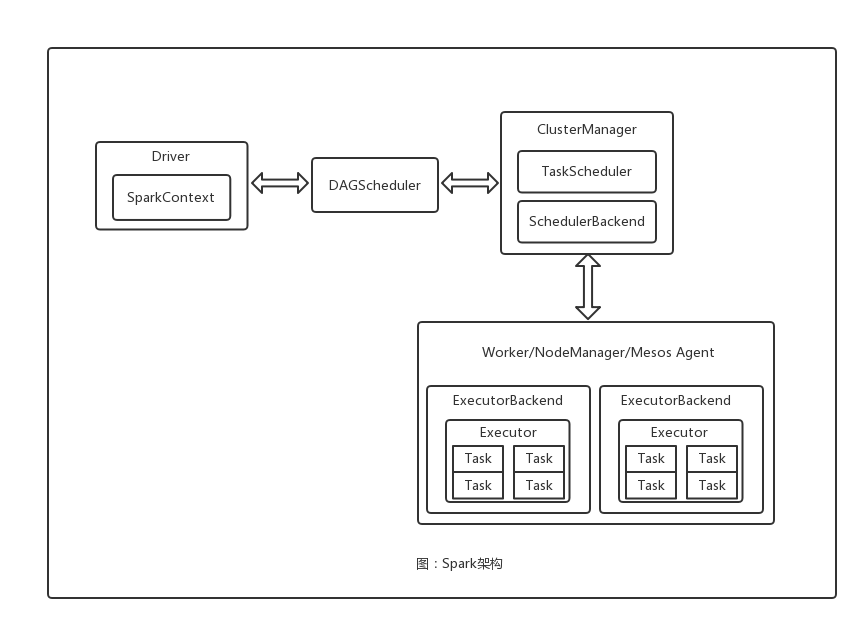 Driver
SparkContext
DAGScheduler
ClusterManager
TaskScheduler
SchedulerBackend
Worker/NodeManager/Mesos Agent
ExecutorBackend
Executor
Task Task
Task Task
ExecutorBackend
Executor
Task Task
Task Task
图：Spark架构